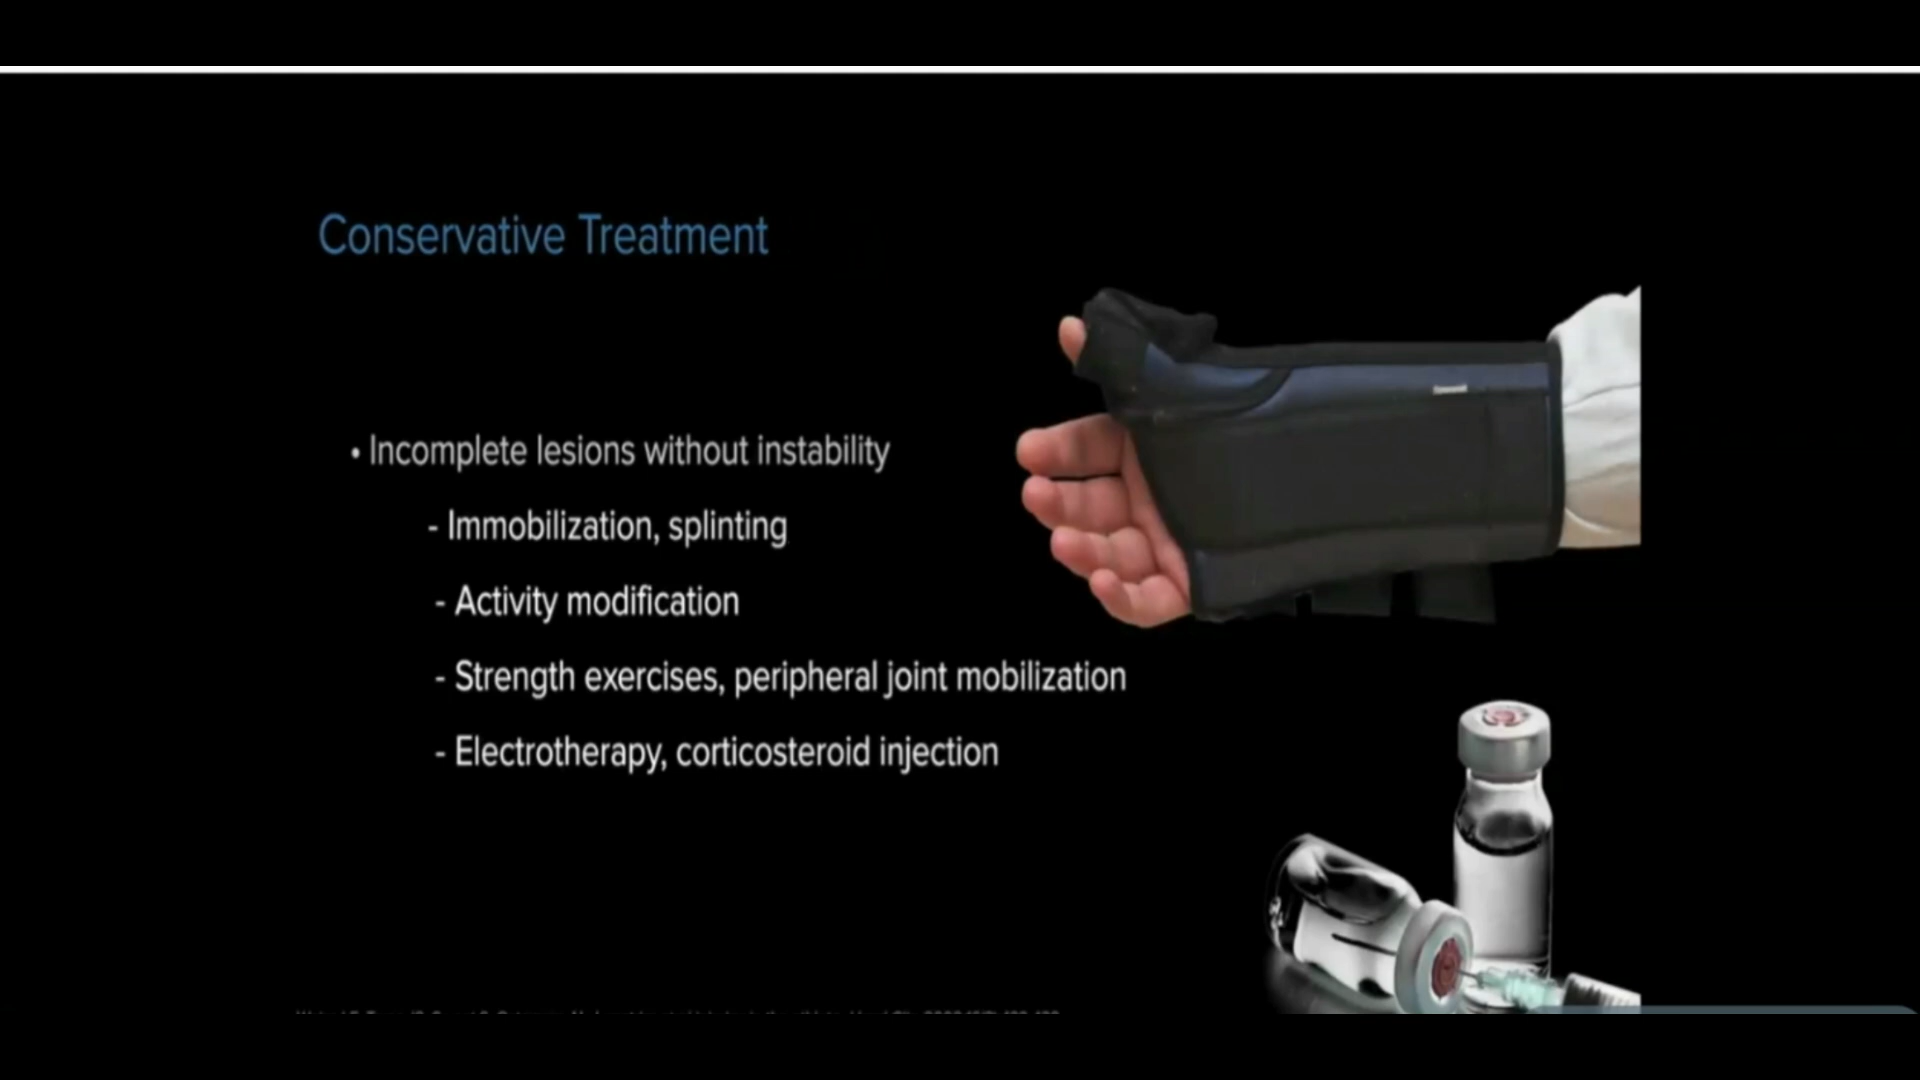 Conservative Treatment
• Incomplete lesions without instability
- Immobilization, splinting
- Activity modification
- Strength exercises, peripheral joint mobilization
- Electrotherapy, corticosteroid injection